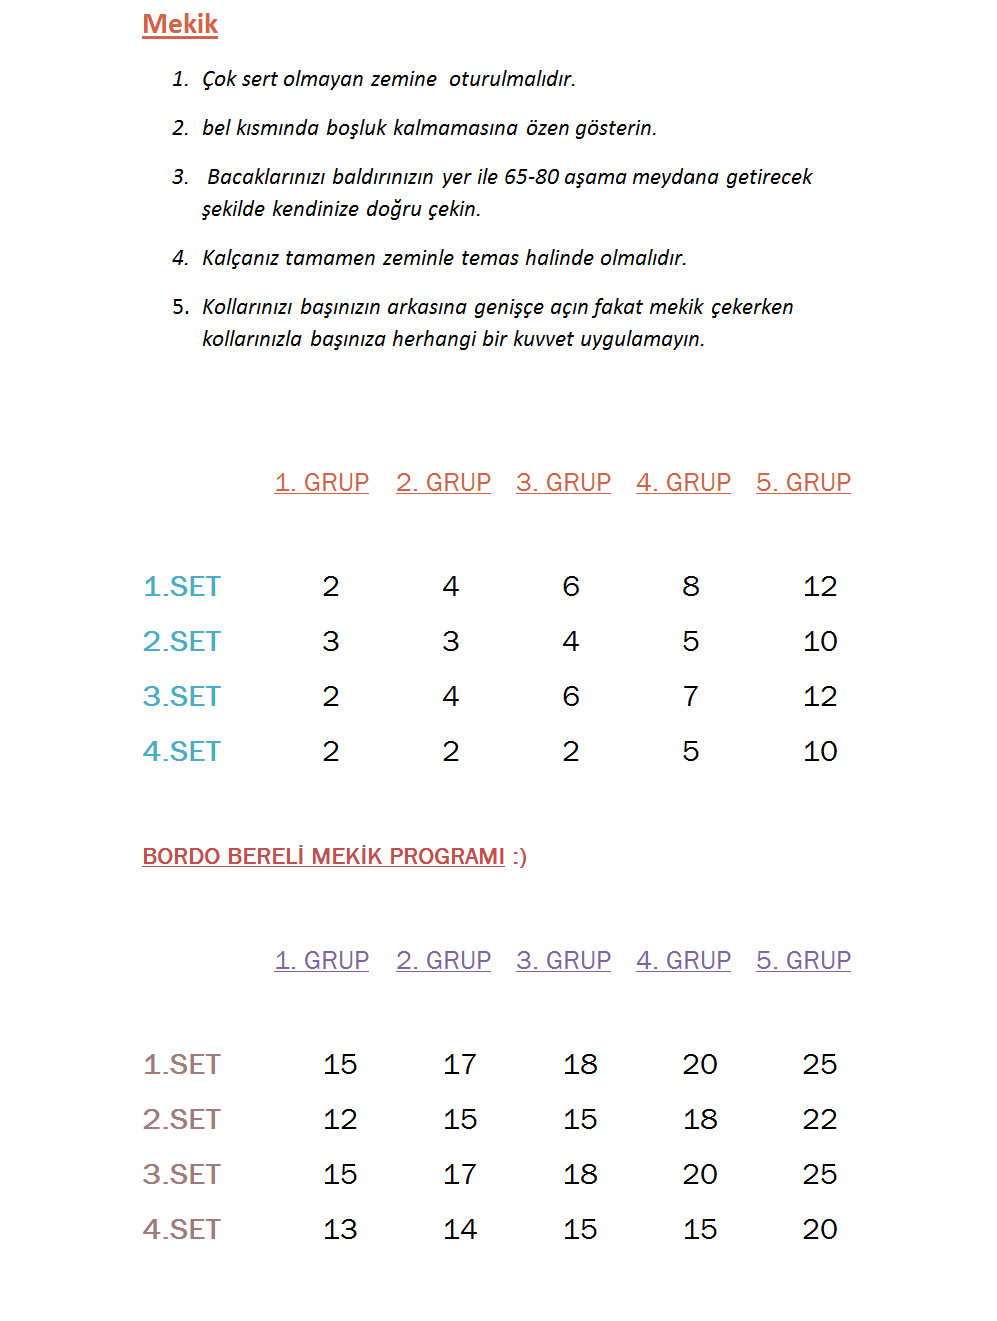 Mekik
1. Çok sert olmayan zemine oturulmalıdır.
2. bel kısmında boşluk kalmamasına özen gösterin.
3. Bacaklarınızı baldırınızın yer ile 65-80 aşama meydana getirecek
şekilde kendinize doğru çekin.
4. Kalçanız tamamen zeminle temas halinde olmalıdır.
5. Kollarınızı başınızın arkasına genişçe açın fakat mekik çekerken
kollarınızla başınıza herhangi bir kuvvet uygulamayın.
1. GRUP 2. GRUP 3. GRUP 4. GRUP 5. GRUP
1.SET 2 4 6 8 12
2.SET 3 3 4 5 10
3.SET 2 4 6 7 12
4.SET 2 2 2 5 10
BORDO BERELİ MEKİK PROGRAMI :)
1. GRUP 2. GRUP 3. GRUP 4. GRUP 5. GRUP
1.SET 15 17 18 20 25
2.SET 12 15 15 18 22
3.SET 15 17 18 20 25
4.SET 13 14 15 15 20